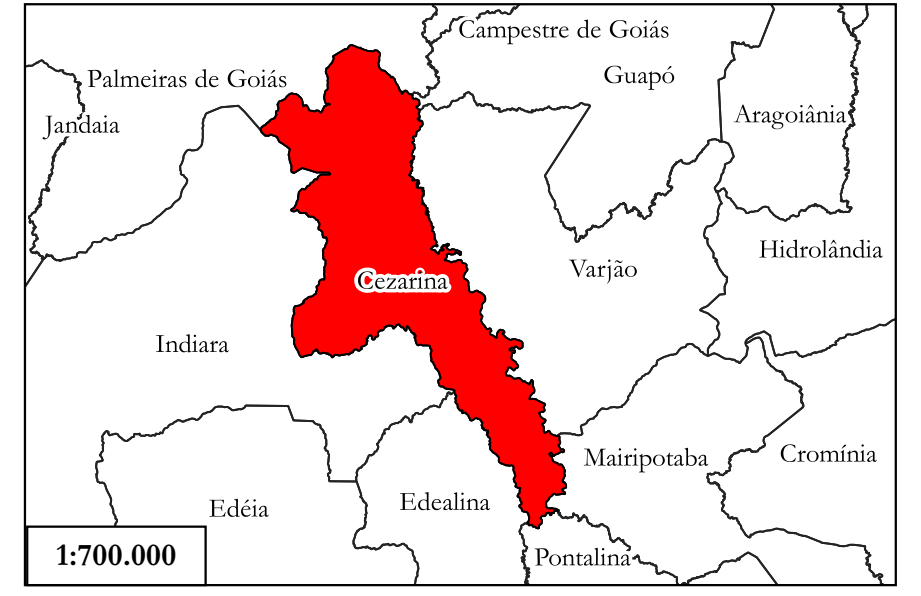 Campestre de Goiás
Palmeiras de Goiás
Guapó
Jandaia
Aragoiânia
Hidrolândia
Varjão
Cezarina
Indiara
Mairipotaba
Cromínia
Edealina
Edéia
Pontalina
1:700.000